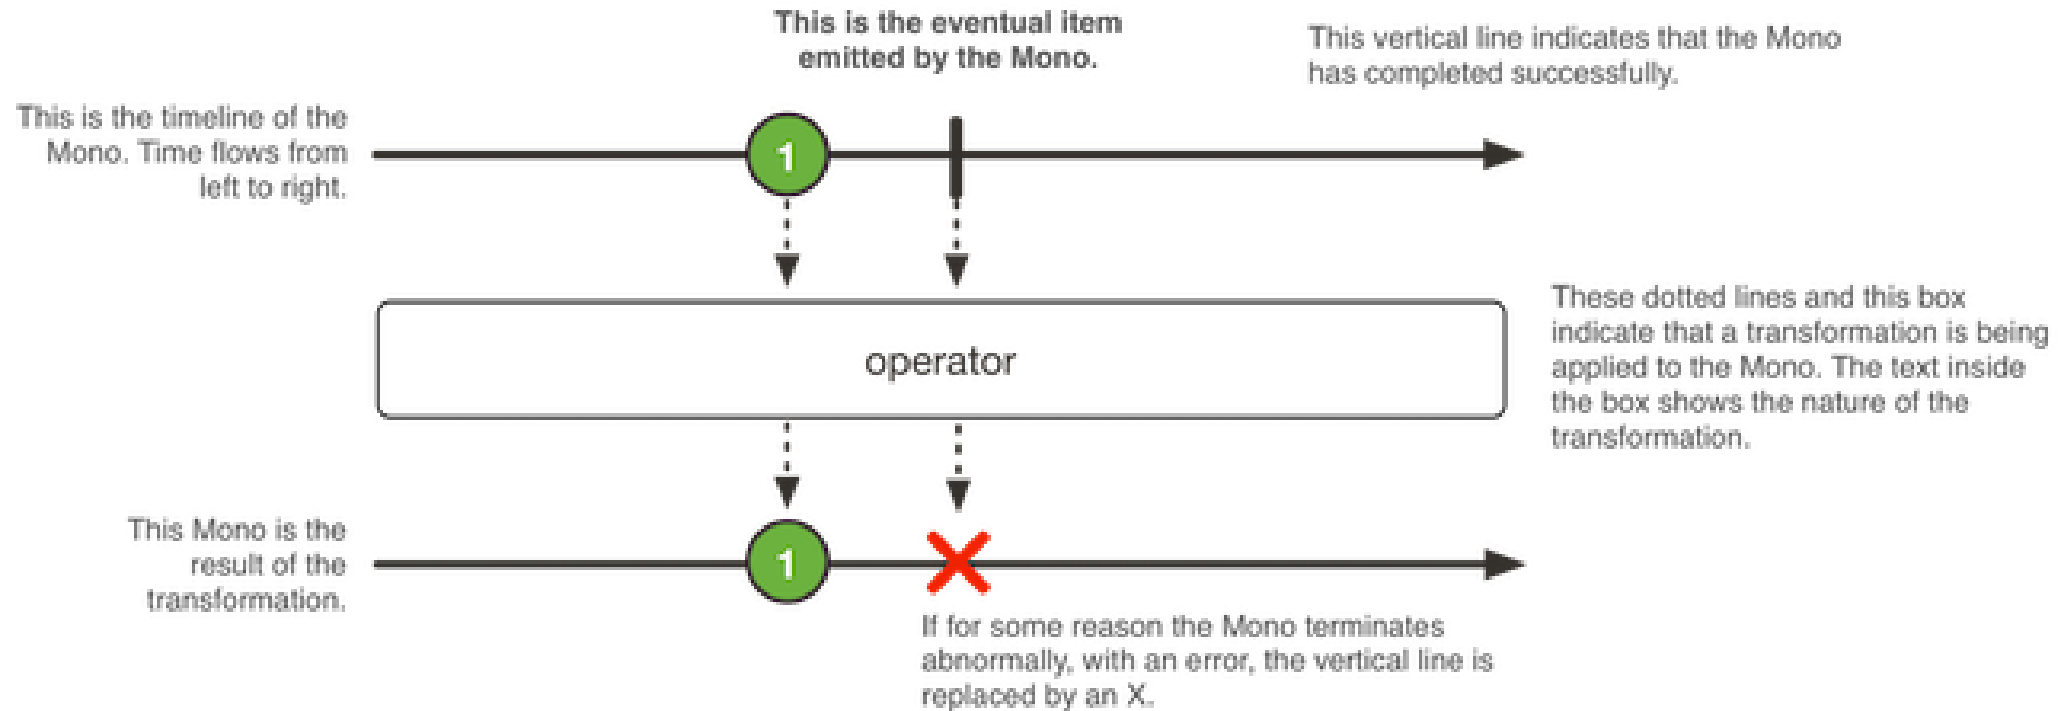 This is the eventual item
emitted by the Mono.
This vertical line indicates that the Mono
has completed successfully.
This is the timeline of the
Mono. Time flows from
left to right.
1
These dotted lines and this box
indicate that a transformation is being
applied to the Mono. The text inside
the box shows the nature of the
transformation.
operator
This Mono is the
result of the
transformation.
1
If for some reason the Mono terminates
abnormally, with an error, the vertical line is
replaced by an X.